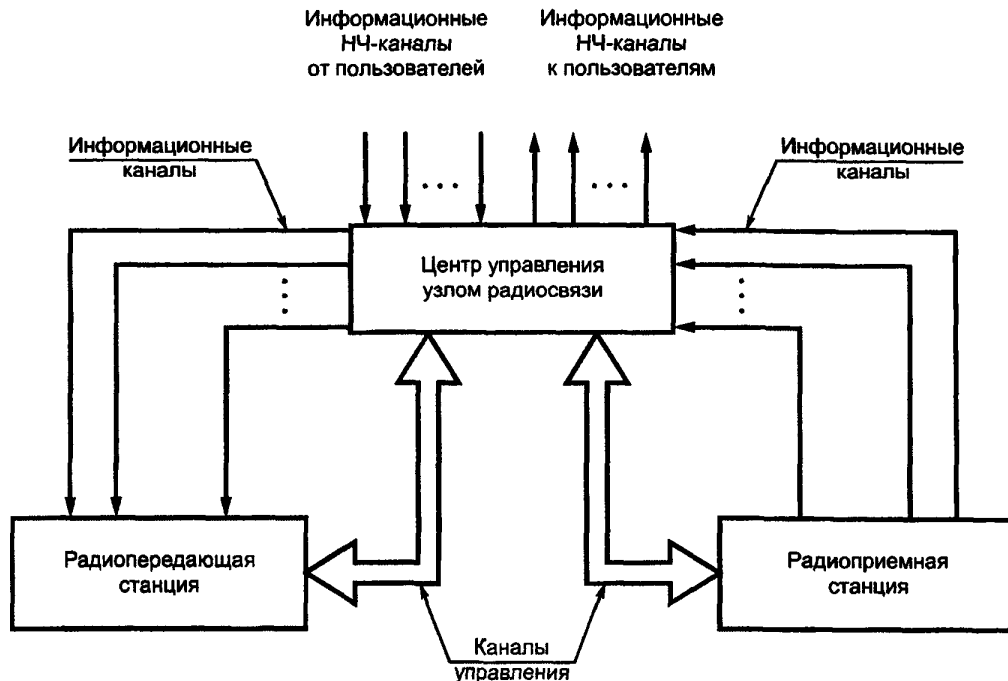 Информационные
НЧ-каналы
от пользователей
Информационные
НЧ-каналы
к пользователям
Информационные
каналы
Информационные
каналы
Центр управления
узлом радиосвязи
Радиопередающая
станция
Радиоприемная
станция
Каналы
управления